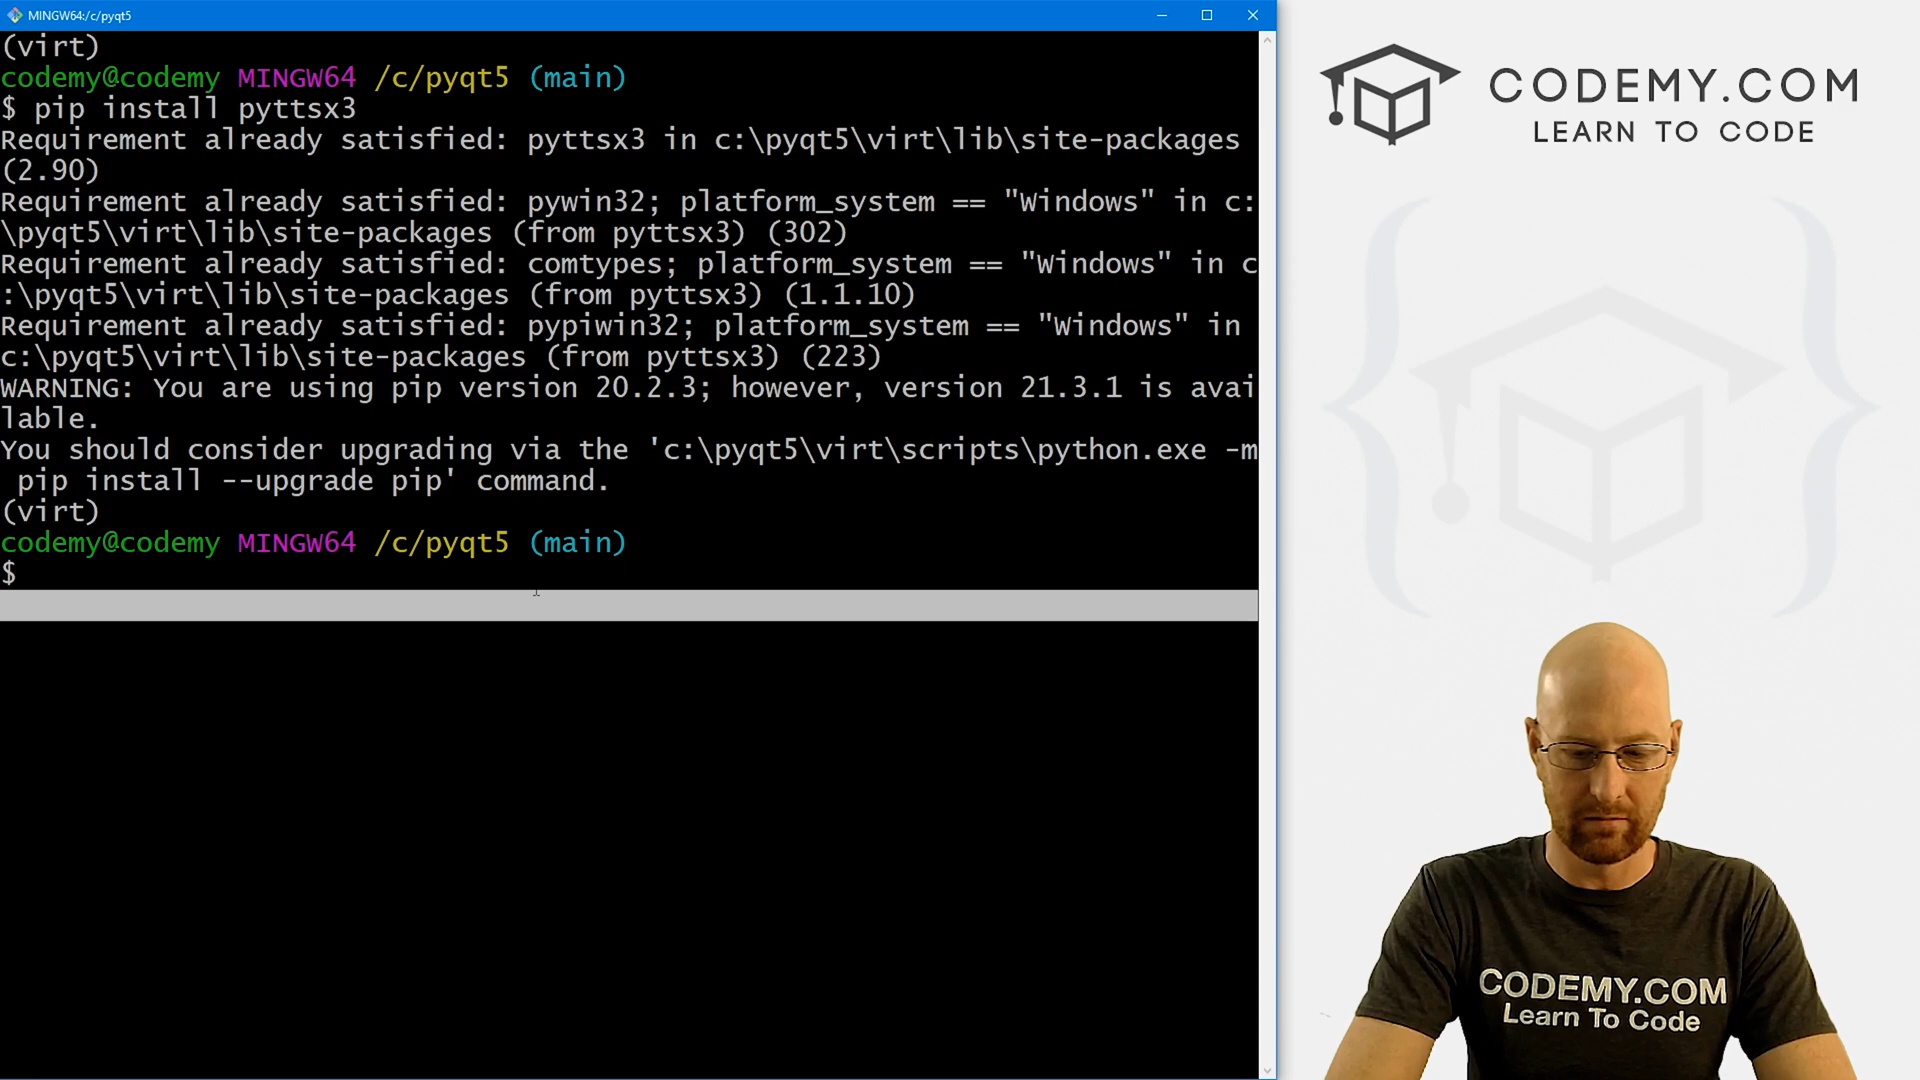 MINGW64:/c/pyqt5
(virt)
codemy@codemy MINGW64 /c/pyqt5 (main)
$ pip install pyttsx3
Requirement already satisfied: pyttsx3 in c:\pyqt5\virt\lib\site-packages
(2.90)
Requirement already satisfied: pywin32; platform_system == "Windows" in c:
\pyqt5\virt\lib\site-packages (from pyttsx3) (302)
Requirement already satisfied: comtypes; platform_system == "Windows" in c
:\pyqt5\virt\lib\site-packages (from pyttsx3) (1.1.10)
Requirement already satisfied: pypiwin32; platform_system == "Windows" in
c:\pyqt5\virt\lib\site-packages (from pyttsx3) (223)
WARNING: You are using pip version 20.2.3; however, version 21.3.1 is avai
lable.
You should consider upgrading via the 'c:\pyqt5\virt\scripts\python.exe -m
 pip install --upgrade pip' command.
(virt)
codemy@codemy MINGW64 /c/pyqt5 (main)
$
CODEMY.COM
LEARN TO CODE
CODEMY.COM
Learn To Code